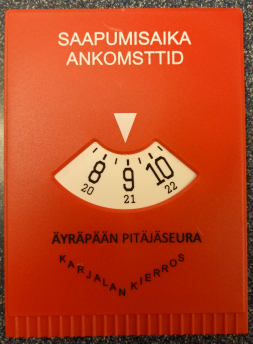 SAAPUMISAIKA
ANKOMSTTID
8 9 10
20 21 22
ÄYRÄPÄÄN PITÄJÄSEURA
KARJALAN KIERROS